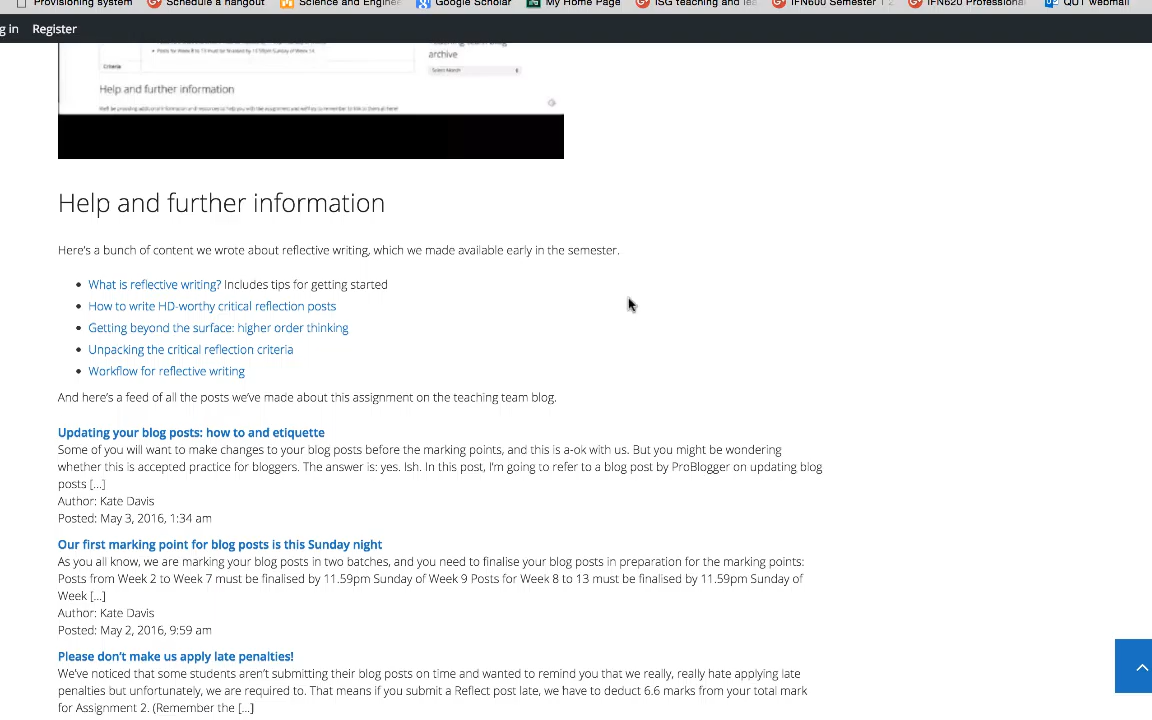 Provisioning system Schedule a hangout Science and Engine Google Scholar My Home Page ISG teaching and lea IFN600 Semester 1 2 IFN620 Professiona QUT webmail
g in Register
archive
Select Month
Criteria
Help and further information
Help and further information
Here's a bunch of content we wrote about reflective writing, which we made available early in the semester.
What is reflective writing? Includes tips for getting started
How to write HD-worthy critical reflection posts
Getting beyond the surface: higher order thinking
Unpacking the critical reflection criteria
Workflow for reflective writing
And here's a feed of all the posts we've made about this assignment on the teaching team blog.
Updating your blog posts: how to and etiquette
Some of you will want to make changes to your blog posts before the marking points, and this is a-ok with us. But you might be wondering
whether this is accepted practice for bloggers. The answer is: yes. Ish. In this post, I'm going to refer to a blog post by ProBlogger on updating blog
posts [...]
Author: Kate Davis
Posted: May 3, 2016, 1:34 am
Our first marking point for blog posts is this Sunday night
As you all know, we are marking your blog posts in two batches, and you need to finalise your blog posts in preparation for the marking points:
Posts from Week 2 to Week 7 must be finalised by 11.59pm Sunday of Week 9 Posts for Week 8 to 13 must be finalised by 11.59pm Sunday of
Week [...]
Author: Kate Davis
Posted: May 2, 2016, 9:59 am
Please don't make us apply late penalties!
We've noticed that some students aren't submitting their blog posts on time and wanted to remind you that we really, really hate applying late
penalties but unfortunately, we are required to. That means if you submit a Reflect post late, we have to deduct 6.6 marks from your total mark
for Assignment 2. (Remember the [...]